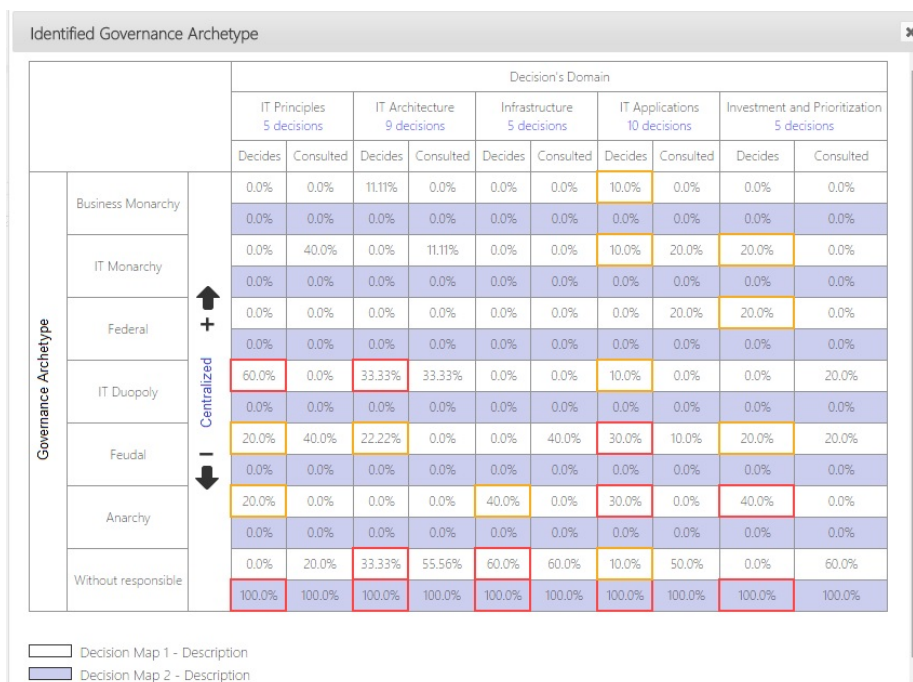 Identified Governance Archetype
Decision's Domain
IT Principles IT Architecture Infrastructure IT Applications Investment and Prioritization
5 decisions 9 decisions 5 decisions 10 decisions 5 decisions
Decides Consulted Decides Consulted Decides Consulted Decides Consulted Decides Consulted
Governance Archetype
Centralized
+
−
Business Monarchy
0.0% 0.0% 11.11% 0.0% 0.0% 0.0% 10.0% 0.0% 0.0% 0.0%
0.0% 0.0% 0.0% 0.0% 0.0% 0.0% 0.0% 0.0% 0.0% 0.0%
IT Monarchy
0.0% 40.0% 0.0% 11.11% 0.0% 0.0% 10.0% 20.0% 20.0% 0.0%
0.0% 0.0% 0.0% 0.0% 0.0% 0.0% 0.0% 0.0% 0.0% 0.0%
Federal
0.0% 0.0% 0.0% 0.0% 0.0% 0.0% 0.0% 20.0% 20.0% 0.0%
0.0% 0.0% 0.0% 0.0% 0.0% 0.0% 0.0% 0.0% 0.0% 0.0%
IT Duopoly
60.0% 0.0% 33.33% 33.33% 0.0% 0.0% 10.0% 0.0% 0.0% 20.0%
0.0% 0.0% 0.0% 0.0% 0.0% 0.0% 0.0% 0.0% 0.0% 0.0%
Feudal
20.0% 40.0% 22.22% 0.0% 0.0% 40.0% 30.0% 10.0% 20.0% 20.0%
0.0% 0.0% 0.0% 0.0% 0.0% 0.0% 0.0% 0.0% 0.0% 0.0%
Anarchy
20.0% 0.0% 0.0% 0.0% 40.0% 0.0% 30.0% 0.0% 40.0% 0.0%
0.0% 0.0% 0.0% 0.0% 0.0% 0.0% 0.0% 0.0% 0.0% 0.0%
Without responsible
0.0% 20.0% 33.33% 55.56% 60.0% 60.0% 10.0% 50.0% 0.0% 60.0%
100.0% 100.0% 100.0% 100.0% 100.0% 100.0% 100.0% 100.0% 100.0% 100.0%
Decision Map 1 - Description
Decision Map 2 - Description